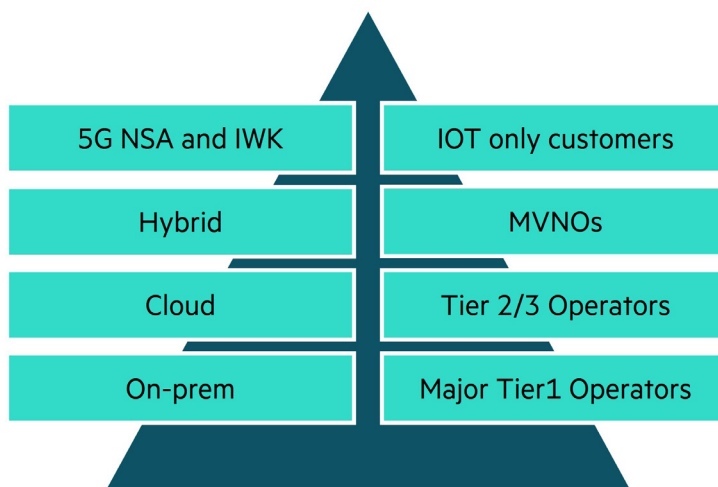 5G NSA and IWK
IOT only customers
Hybrid
MVNOs
Cloud
Tier 2/3 Operators
On-prem
Major Tier1 Operators